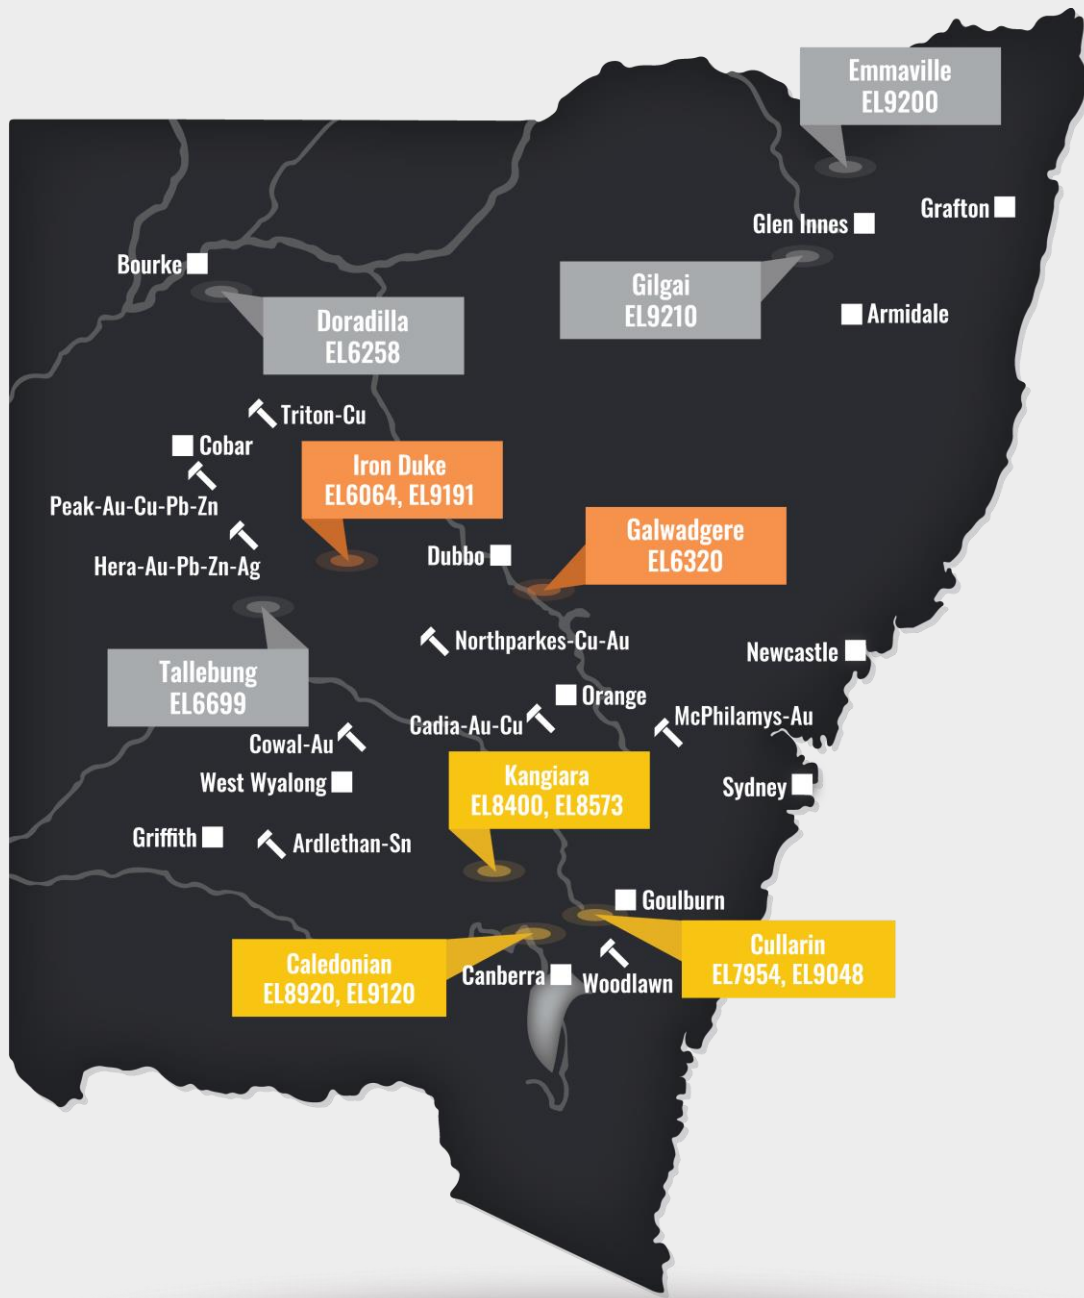 Emmaville
EL9200
Grafton
Glen Innes
Bourke
Gilgai
EL9210
Doradilla
EL6258
Armidale
Triton-Cu
Cobar
Iron Duke
EL6064, EL9191
Peak-Au-Cu-Pb-Zn
Galwadgere
EL6320
Dubbo
Hera-Au-Pb-Zn-Ag
Northparkes-Cu-Au
Newcastle
Tallebung
EL6699
Orange
McPhilamys-Au
Cadia-Au-Cu
Cowal-Au
Kangiara
EL8400, EL8573
West Wyalong
Sydney
Griffith
Ardlethan-Sn
Goulburn
Cullarin
EL7954, EL9048
Caledonian
EL8920, EL9120
Canberra
Woodlawn